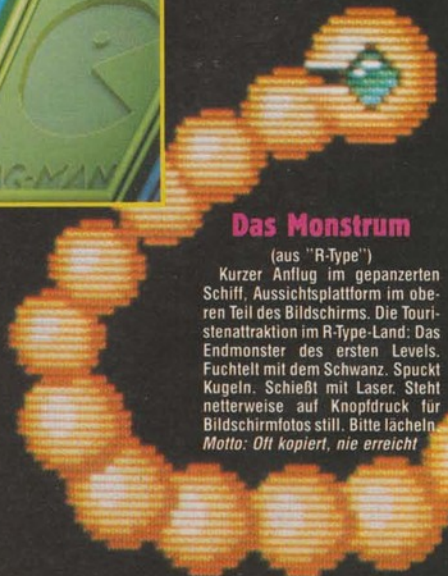 AC-MAN
Das Monstrum
(aus "R-Type")
Kurzer Anflug im gepanzerten
Schiff, Aussichtsplattform im obe-
ren Teil des Bildschirms. Die Touri-
stenattraktion im R-Type-Land: Das
Endmonster des ersten Levels.
Fuchtelt mit dem Schwanz. Spuckt
Kugeln. Schießt mit Laser. Steht
netterweise auf Knopfdruck für
Bildschirmfotos still. Bitte lächeln.
Motto: Oft kopiert, nie erreicht